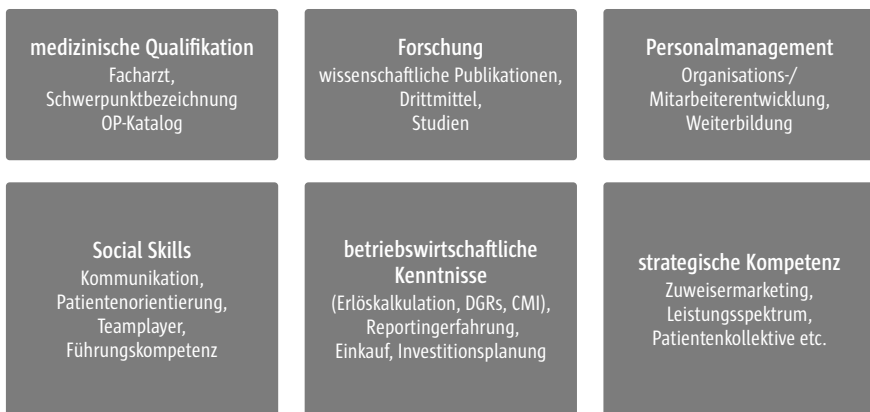 medizinische Qualifikation
Facharzt,
Schwerpunktbezeichnung
OP-Katalog
Forschung
wissenschaftliche Publikationen,
Drittmittel,
Studien
Personalmanagement
Organisations-/
Mitarbeiterentwicklung,
Weiterbildung
Social Skills
Kommunikation,
Patientenorientierung,
Teamplayer,
Führungskompetenz
betriebswirtschaftliche
Kenntnisse
(Erlöskalkulation, DGRs, CMI),
Reportingerfahrung,
Einkauf, Investitionsplanung
strategische Kompetenz
Zuweisermarketing,
Leistungsspektrum,
Patientenkollektive etc.